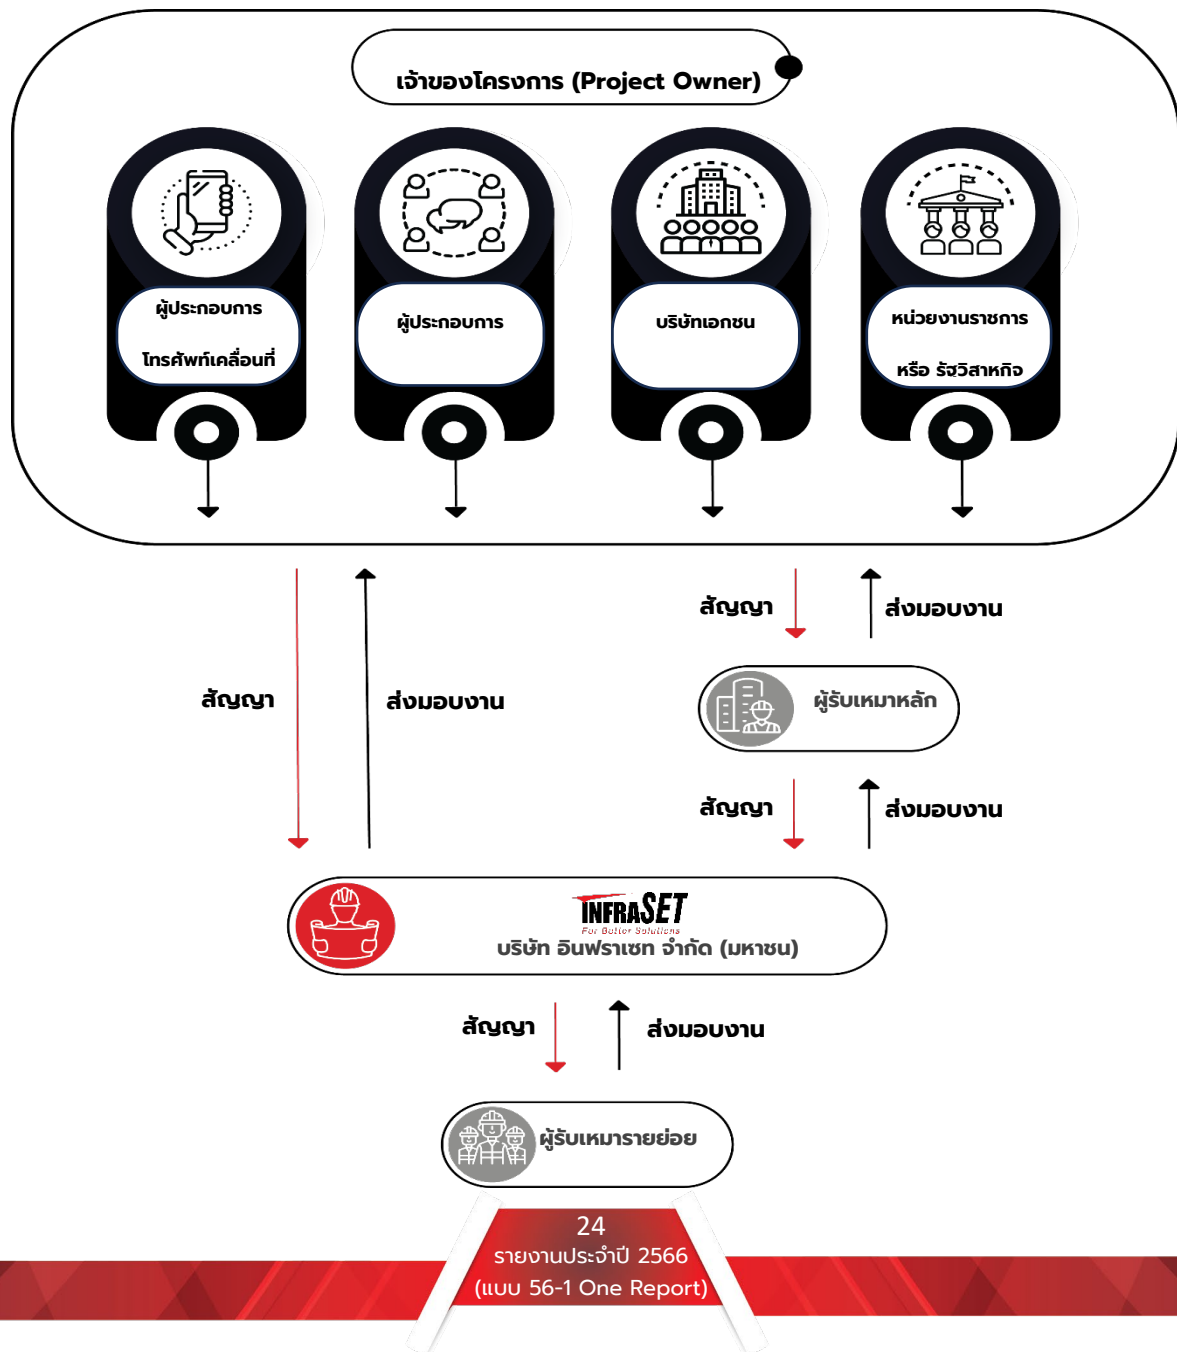 เจ้าของโครงการ (Project Owner)
ผู้ประกอบการ
โทรศัพท์เคลื่อนที่
ผู้ประกอบการ
บริษัทเอกชน
หน่วยงานราชการ
หรือ รัฐวิสาหกิจ
สัญญา
ส่งมอบงาน
ผู้รับเหมาหลัก
สัญญา
ส่งมอบงาน
สัญญา
ส่งมอบงาน
INFRASET
For Better Solutions
บริษัท อินฟราเซท จำกัด (มหาชน)
สัญญา
ส่งมอบงาน
ผู้รับเหมารายย่อย
24
รายงานประจำปี 2566
(แบบ 56-1 One Report)